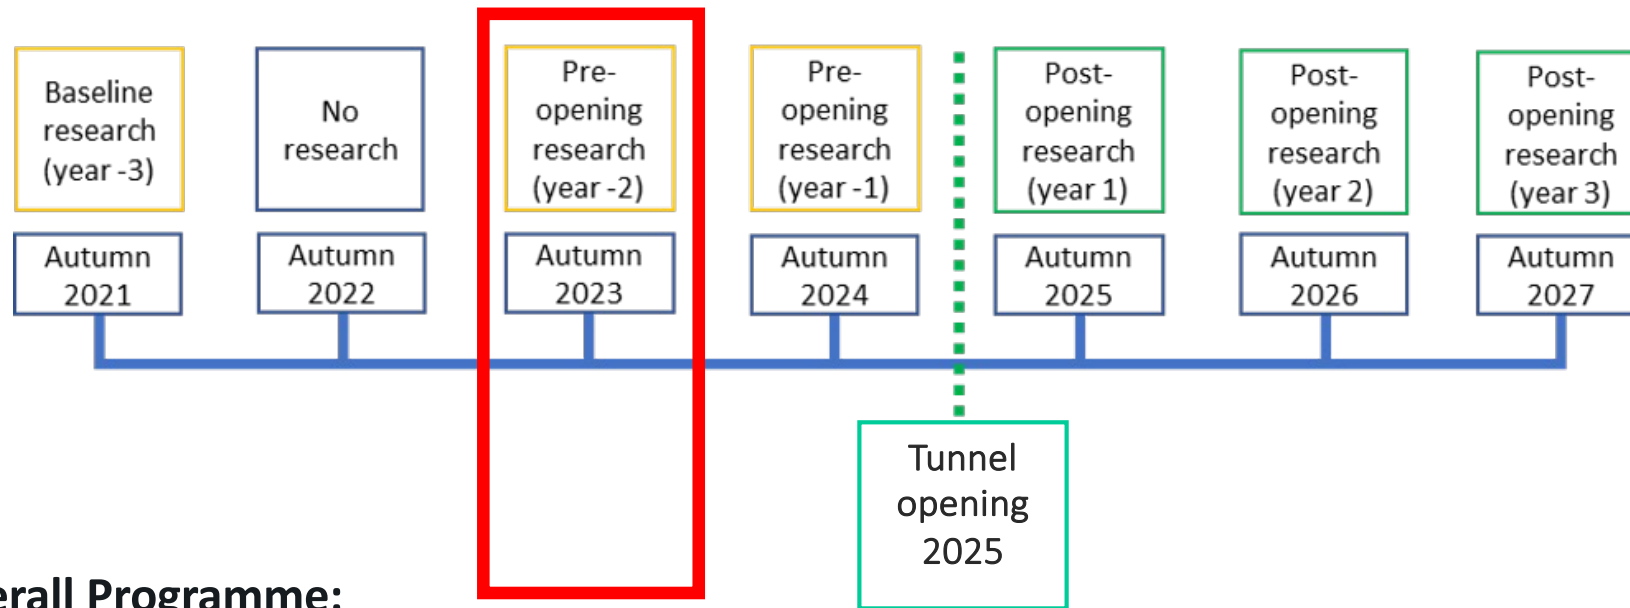 Baseline
research
(year -3)
No
research
Pre-
opening
research
(year -2)
Pre-
opening
research
(year -1)
Post-
opening
research
(year 1)
Post-
opening
research
(year 2)
Post-
opening
research
(year 3)
Autumn
2021
Autumn
2022
Autumn
2023
Autumn
2024
Autumn
2025
Autumn
2026
Autumn
2027
Tunnel
opening
2025
erall Programme: